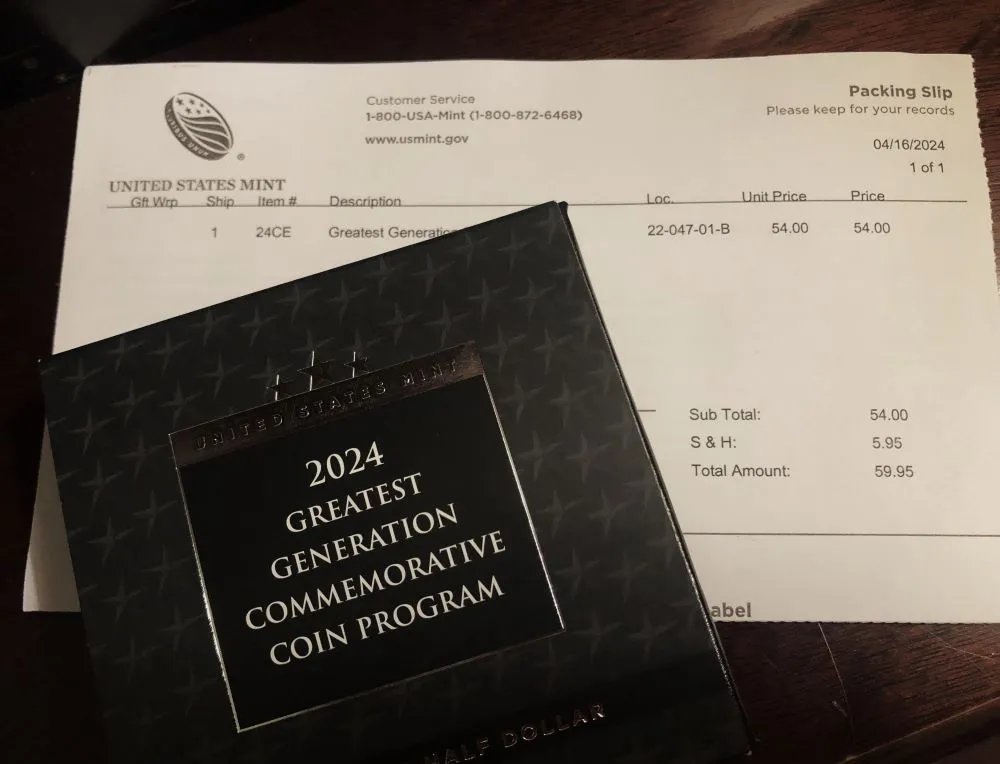 Customer Service
1-800-USA-Mint (1-800-872-6468)
www.usmint.gov
Packing Slip
Please keep for your records
04/16/2024
1 of 1
UNITED STATES MINT
Gft Wrp Ship Item # Description Loc. Unit Price Price
1 24CE Greatest Generation 22-047-01-B 54.00 54.00
Sub Total: 54.00
S & H: 5.95
Total Amount: 59.95
abel
UNITED STATES MINT
2024
GREATEST
GENERATION
COMMEMORATIVE
COIN PROGRAM
HALF DOLLAR